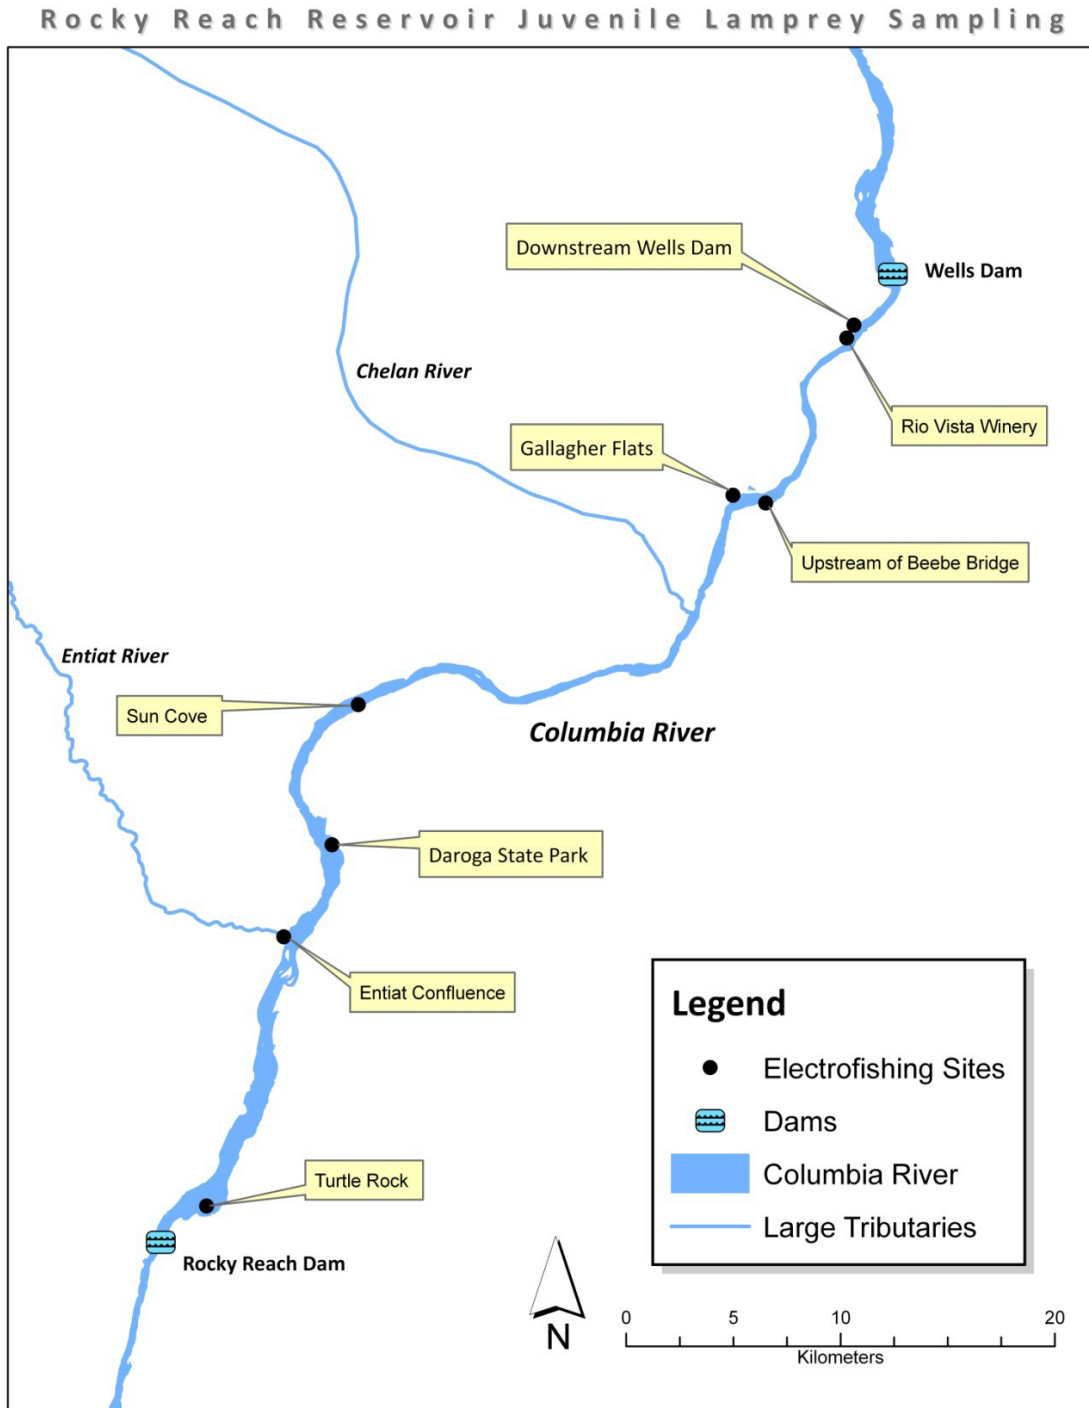 Rocky Reach Reservoir Juvenile Lamprey Sampling
Downstream Wells Dam
Wells Dam
Chelan River
Rio Vista Winery
Gallagher Flats
Upstream of Beebe Bridge
Entiat River
Sun Cove
Columbia River
Daroga State Park
Entiat Confluence
Turtle Rock
Rocky Reach Dam
Legend
Electrofishing Sites
Dams
Columbia River
Large Tributaries
N
0 5 10 20
Kilometers